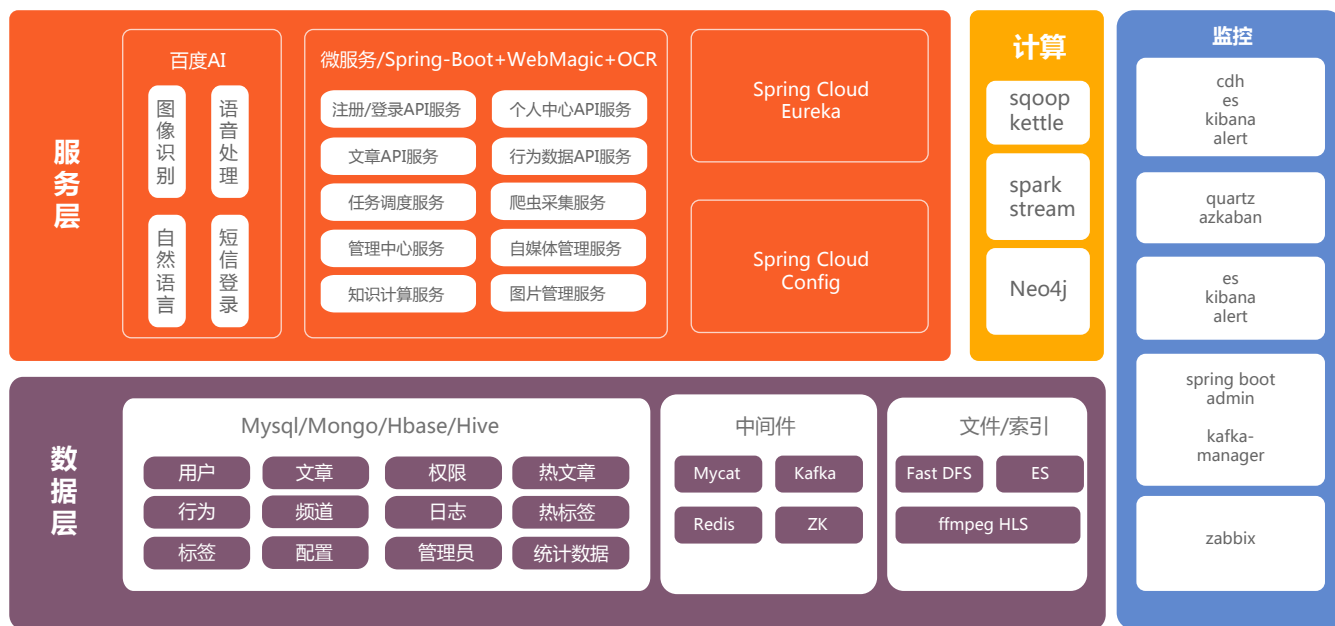 服务层
百度AI
图像识别
语音处理
自然语言
短信登录
微服务/Spring-Boot+WebMagic+OCR
注册/登录API服务
个人中心API服务
文章API服务
行为数据API服务
任务调度服务
爬虫采集服务
管理中心服务
自媒体管理服务
知识计算服务
图片管理服务
Spring Cloud
Eureka
Spring Cloud
Config
计算
sqoop
kettle
spark
stream
Neo4j
监控
cdh
es
kibana
alert
quartz
azkaban
es
kibana
alert
spring boot
admin
kafka-
manager
zabbix
数据层
Mysql/Mongo/Hbase/Hive
用户
文章
权限
热文章
行为
频道
日志
热标签
标签
配置
管理员
统计数据
中间件
Mycat
Kafka
Redis
ZK
文件/索引
Fast DFS
ES
ffmpeg HLS